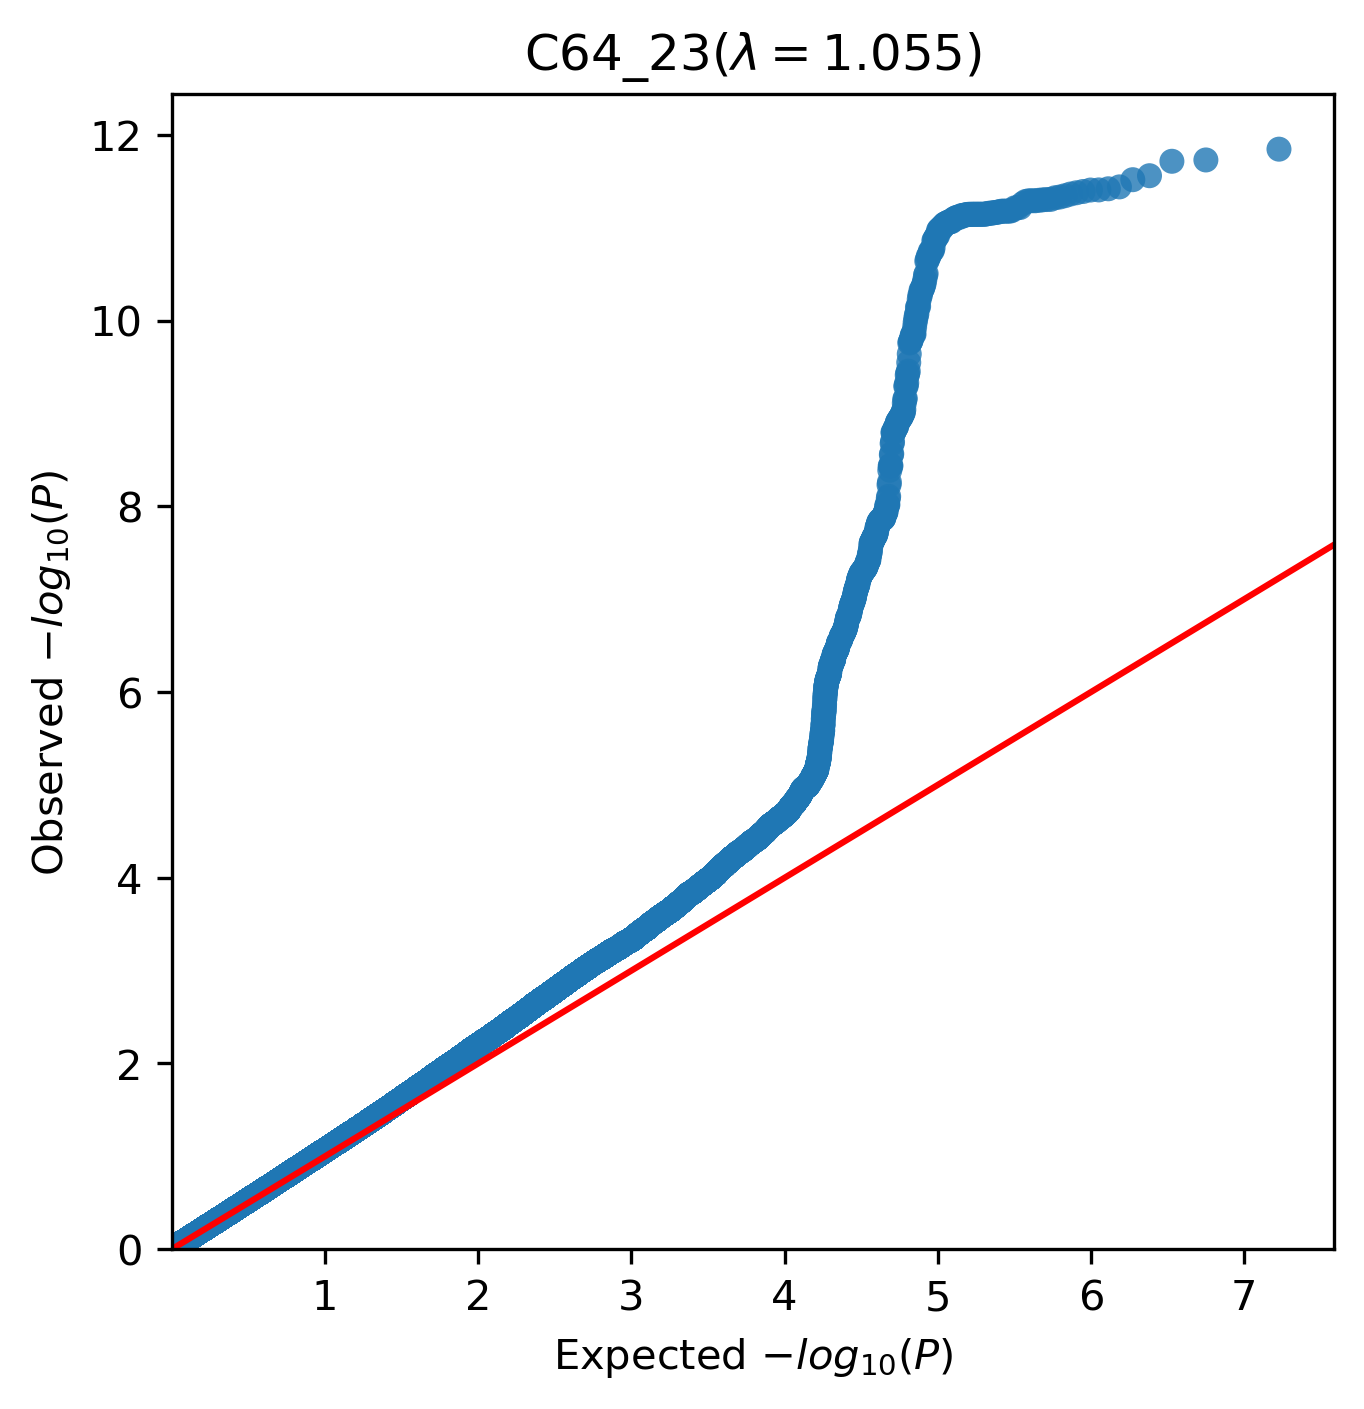 C64_23(λ = 1.055)
12
10
8
6
4
2
0
Observed −log₁₀(P)
1 2 3 4 5 6 7
Expected −log₁₀(P)